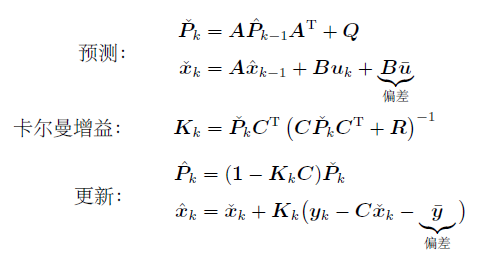 预测:
P̌ₖ = AP̂ₖ₋₁Aᵀ + Q
x̌ₖ = Ax̂ₖ₋₁ + Buₖ + Bū
偏差
卡尔曼增益: Kₖ = P̌ₖCᵀ (CP̌ₖCᵀ + R)⁻¹
更新:
P̂ₖ = (1 − KₖC)P̌ₖ
x̂ₖ = x̌ₖ + Kₖ(yₖ − Cx̌ₖ − ȳ)
偏差